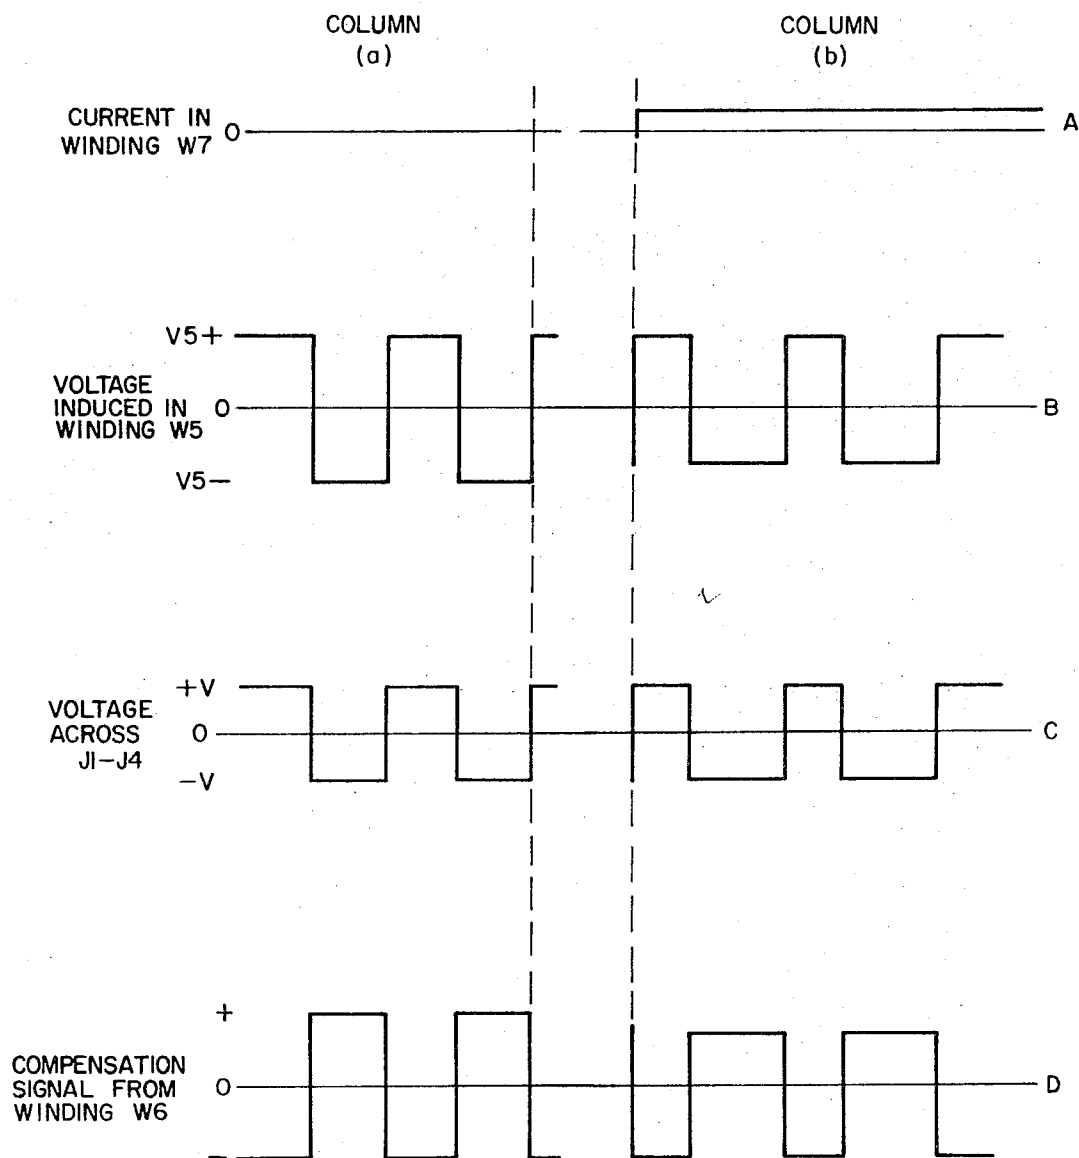 COLUMN
(a)
COLUMN
(b)
CURRENT IN
WINDING W7
0
A
V5+
VOLTAGE
INDUCED IN
WINDING W5
0
B
V5−
+V
VOLTAGE
ACROSS
J1−J4
0
C
−V
+
COMPENSATION
SIGNAL FROM
WINDING W6
0
D
−